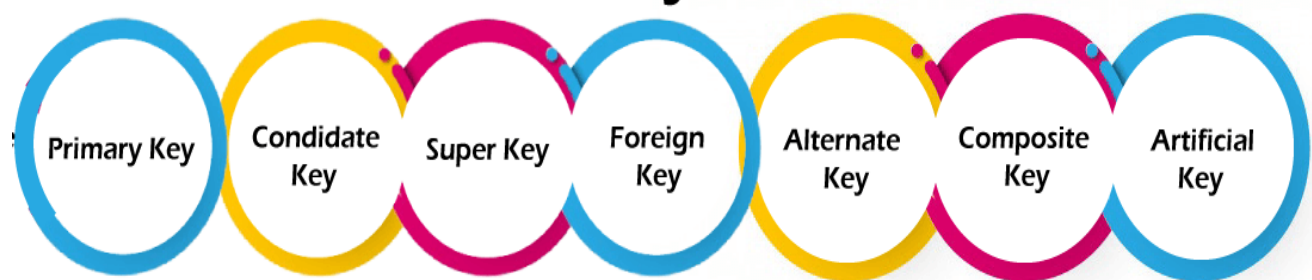 Primary Key
Condidate
Key
Super Key
Foreign
Key
Alternate
Key
Composite
Key
Artificial
Key